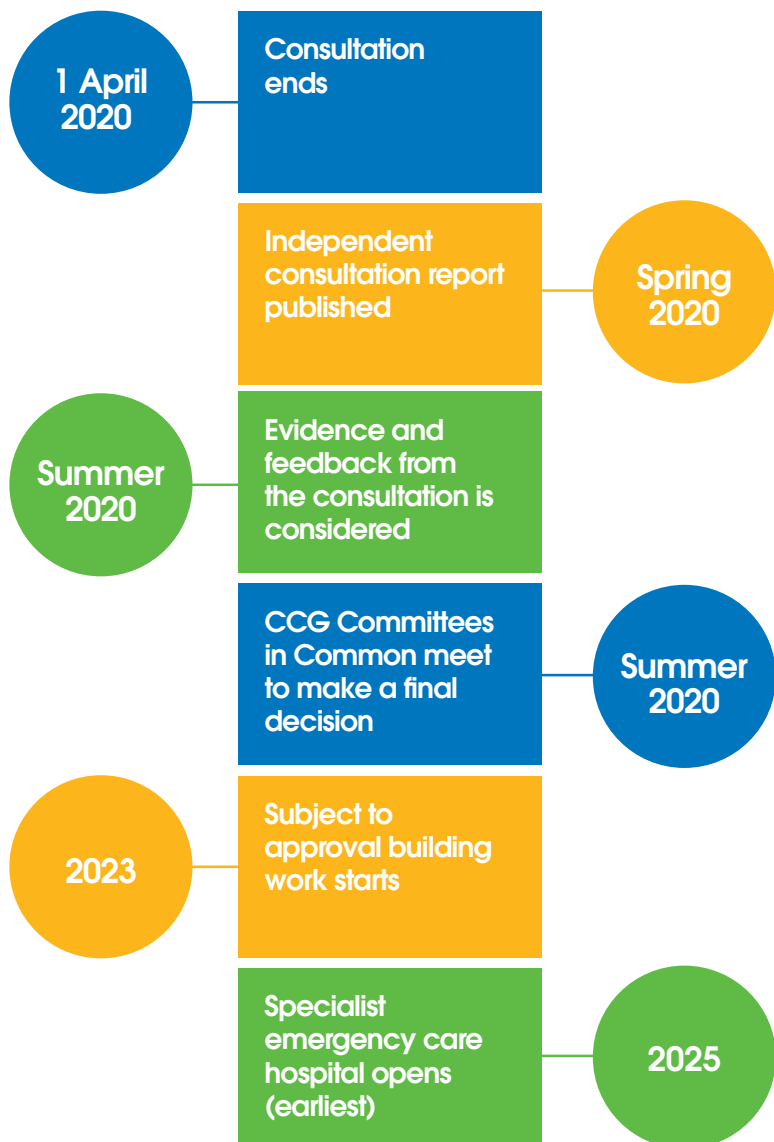 1 April
2020
Consultation
ends
Independent
consultation report
published
Spring
2020
Summer
2020
Evidence and
feedback from
the consultation is
considered
CCG Committees
in Common meet
to make a final
decision
Summer
2020
2023
Subject to
approval building
work starts
Specialist
emergency care
hospital opens
(earliest)
2025